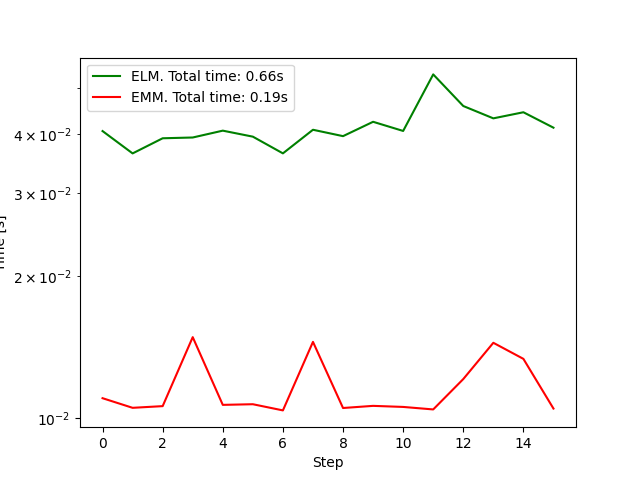 ELM. Total time: 0.66s
EMM. Total time: 0.19s
4 × 10⁻²
3 × 10⁻²
2 × 10⁻²
10⁻²
0 2 4 6 8 10 12 14
Step